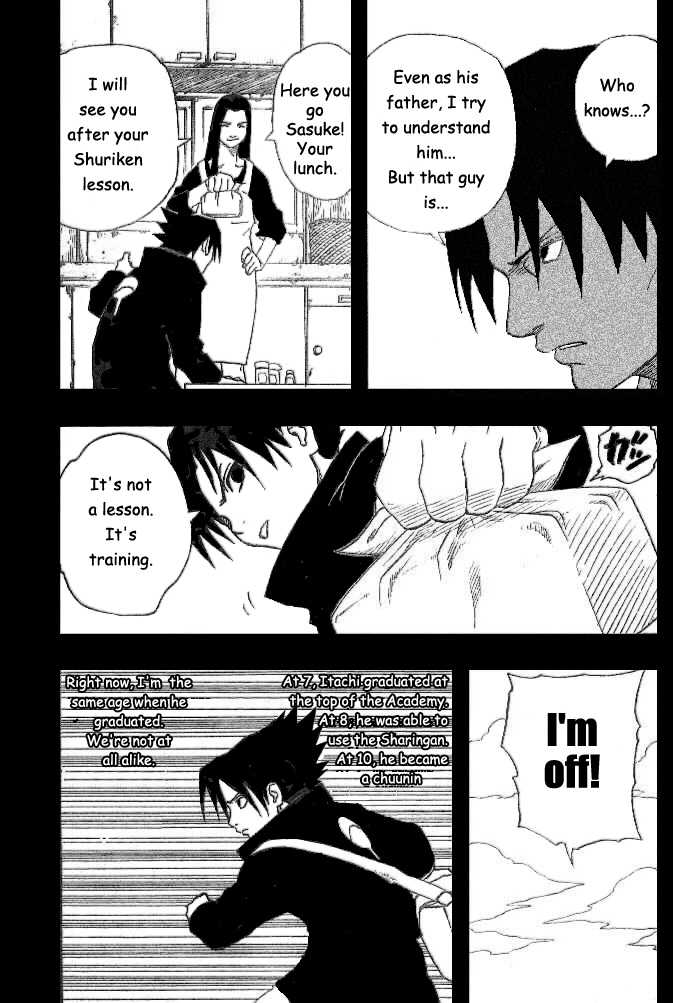 Who
knows...?
Even as his
father, I try
to understand
him...
But that guy
is...
Here you
go
Sasuke!
Your
lunch.
I will
see you
after your
Shuriken
lesson.
ガッ
It's not
a lesson.
It's
training.
I'm
off!
At 7, Itachi graduated at
the top of the Academy.
At 8, he was able to
use the Sharingan.
At 10, he became
a chuunin
Right now, I'm the
same age when he
graduated.
We're not at
all alike.